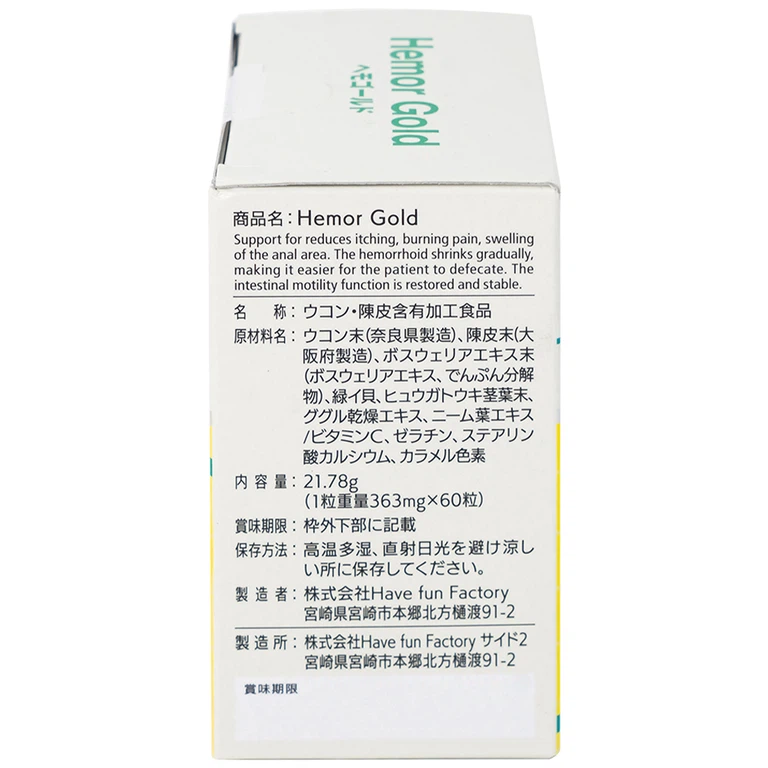 Hemor Gold
ヘモゴールド
商品名：Hemor Gold
Support for reduces itching, burning pain, swelling
of the anal area. The hemorrhoid shrinks gradually,
making it easier for the patient to defecate. The
intestinal motility function is restored and stable.
名 称：ウコン・陳皮含有加工食品
原材料名：ウコン末(奈良県製造)、陳皮末(大
阪府製造)、ボスウェリアエキス末
(ボスウェリアエキス、でんぷん分解
物)、緑イ貝、ヒュウガトウキ茎葉末、
ググル乾燥エキス、ニーム葉エキス
/ビタミンC、ゼラチン、ステアリン
酸カルシウム、カラメル色素
内容量：21.78g
(1粒重量363mg×60粒)
賞味期限：枠外下部に記載
保存方法：高温多湿、直射日光を避け涼し
い所に保存してください。
製造者：株式会社Have fun Factory
宮崎県宮崎市本郷北方樋渡91-2
製造所：株式会社Have fun Factory サイド2
宮崎県宮崎市本郷北方樋渡91-2
賞味期限